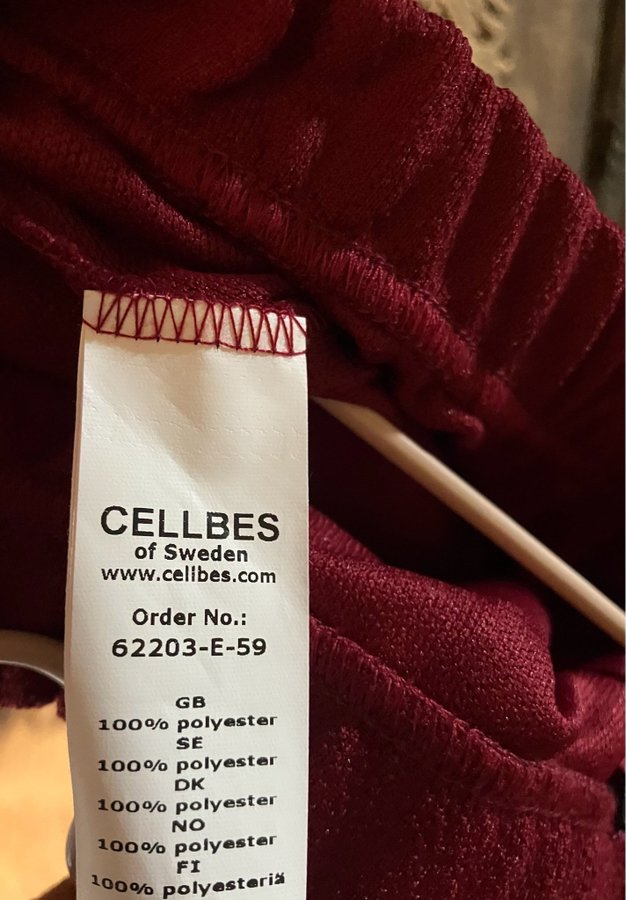 CELLBES
of Sweden
www.cellbes.com
Order No.:
62203-E-59
GB
100% polyester
SE
100% polyester
DK
100% polyester
NO
100% polyester
FI
100% polyesteriä